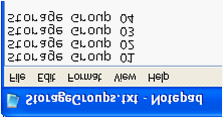 StorageGroups.txt - Notepad
File Edit Format View Help
Storage Group 01
Storage Group 02
Storage Group 03
Storage Group 04